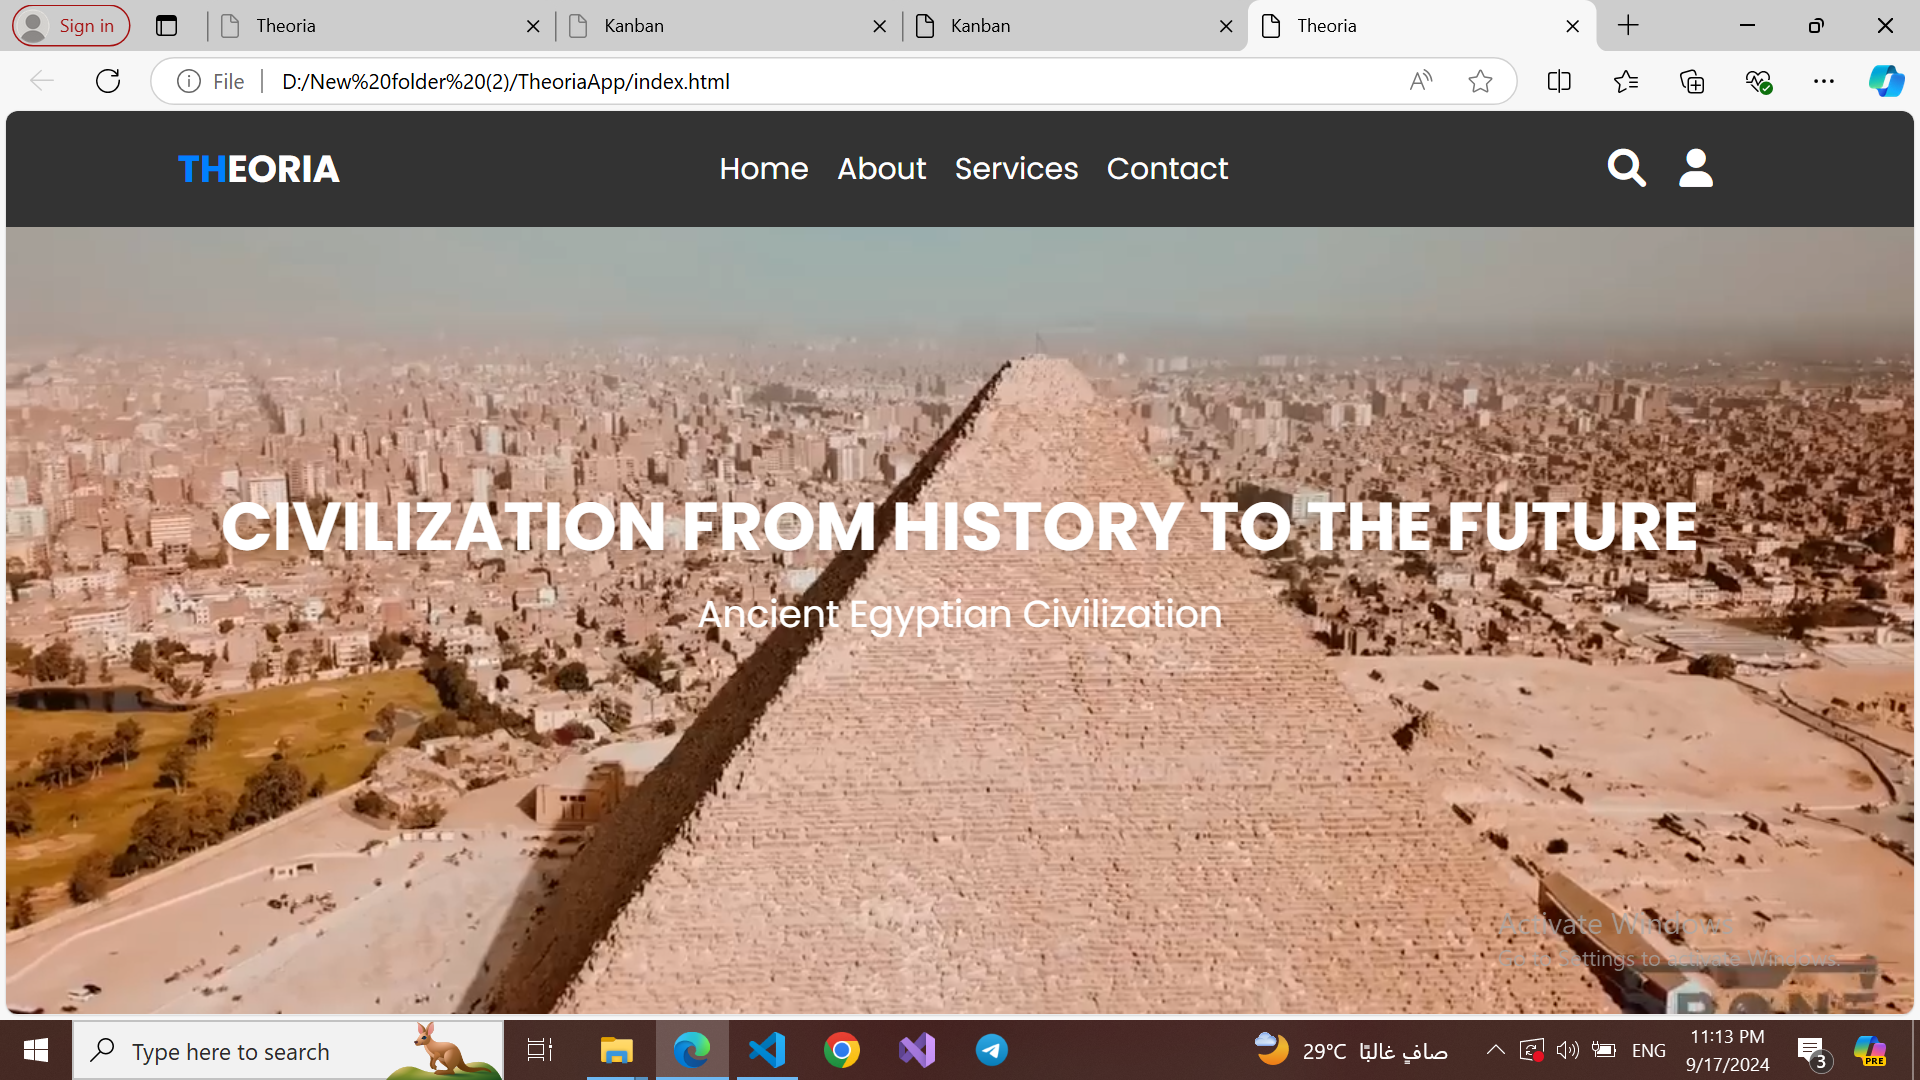 Sign in
Theoria
Kanban
Kanban
Theoria
File
D:/New%20folder%20(2)/TheoriaApp/index.html
THEORIA
Home
About
Services
Contact
CIVILIZATION FROM HISTORY TO THE FUTURE
Ancient Egyptian Civilization
Activate Windows
Go to Settings to activate Windows.
Type here to search
29°C
صافٍ غالبًا
ENG
11:13 PM
9/17/2024
3
PRE